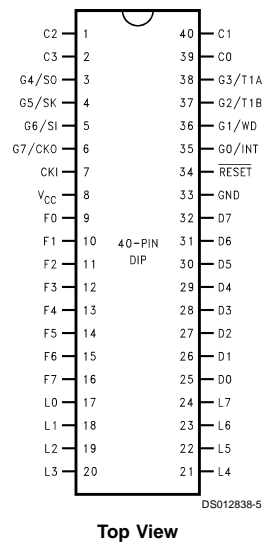 C2 1 40 C1
C3 2 39 C0
G4/SO 3 38 G3/T1A
G5/SK 4 37 G2/T1B
G6/SI 5 36 G1/WD
G7/CKO 6 35 G0/INT
CKI 7 34 RESET
VCC 8 33 GND
F0 9 32 D7
F1 10 40-PIN 31 D6
F2 11 DIP 30 D5
F3 12 29 D4
F4 13 28 D3
F5 14 27 D2
F6 15 26 D1
F7 16 25 D0
L0 17 24 L7
L1 18 23 L6
L2 19 22 L5
L3 20 21 L4
DS012838-5
Top View